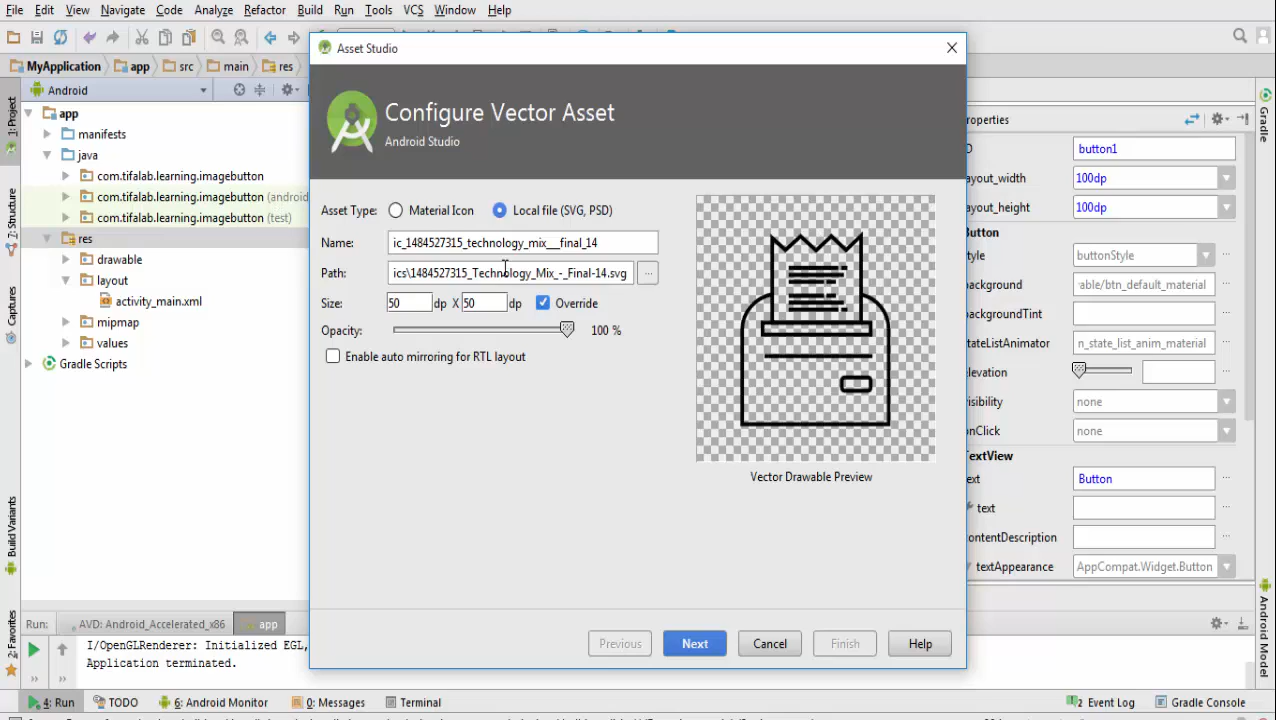 File Edit View Navigate Code Analyze Refactor Build Run Tools VCS Window Help
Asset Studio
MyApplication app src main res
Android
Configure Vector Asset
Android Studio
app
manifests
java
com.tifalab.learning.imagebutton
com.tifalab.learning.imagebutton (android
com.tifalab.learning.imagebutton (test)
res
drawable
layout
activity_main.xml
mipmap
values
Gradle Scripts
1: Project
7: Structure
Captures
Build Variants
2: Favorites
Asset Type: Material Icon Local file (SVG, PSD)
Name: ic_1484527315_technology_mix___final_14
Path: ics\1484527315_Technology_Mix_-_Final-14.svg ...
Size: 50 dp X 50 dp Override
Opacity: 100 %
Enable auto mirroring for RTL layout
Vector Drawable Preview
Previous Next Cancel Finish Help
roperties
D button1
ayout_width 100dp
ayout_height 100dp
Button
tyle buttonStyle
ackground :able/btn_default_material
ackgroundTint
tateListAnimator n_state_list_anim_material
levation
isibility none
onClick none
TextView
ext Button
text
ontentDescription
textAppearance AppCompat.Widget.Button
Gradle
Android Model
Run: AVD: Android_Accelerated_x86 app
I/OpenGLRenderer: Initialized EGL,
Application terminated.
4: Run TODO 6: Android Monitor 0: Messages Terminal 2 Event Log Gradle Console